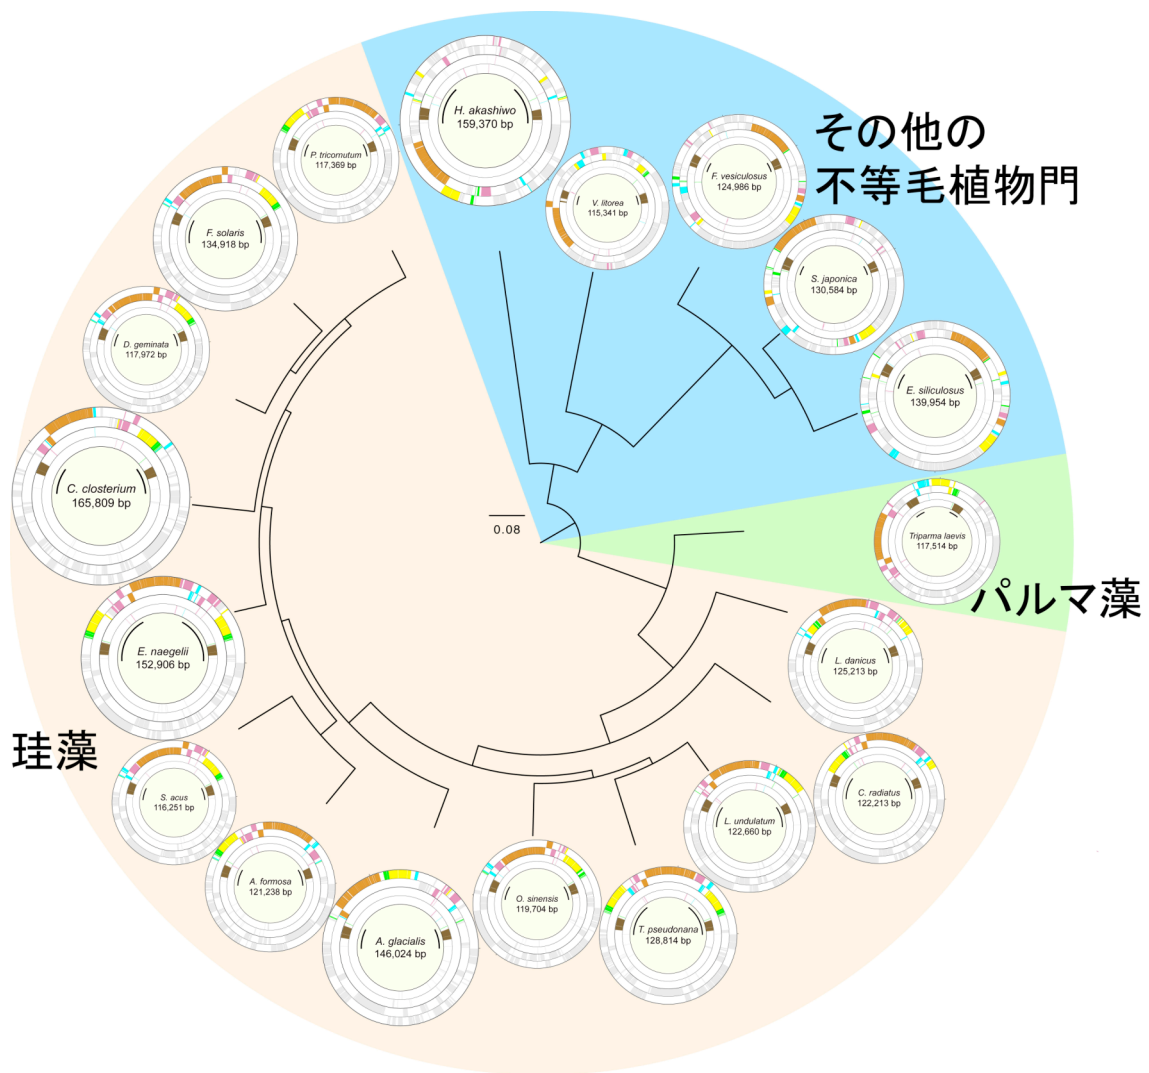 H. akashiwo
159,370 bp
その他の
不等毛植物門
P. tricornutum
117,369 bp
F. vesiculosus
124,986 bp
V. litorea
115,341 bp
F. solaris
134,918 bp
S. japonica
130,584 bp
D. geminata
117,972 bp
E. siliculosus
139,954 bp
C. closterium
165,809 bp
0.08
Triparma laevis
117,514 bp
パルマ藻
E. naegelii
152,906 bp
L. danicus
125,213 bp
珪藻
S. acus
116,251 bp
C. radiatus
122,213 bp
L. undulatum
122,660 bp
A. formosa
121,238 bp
O. sinensis
119,704 bp
T. pseudonana
128,814 bp
A. glacialis
146,024 bp